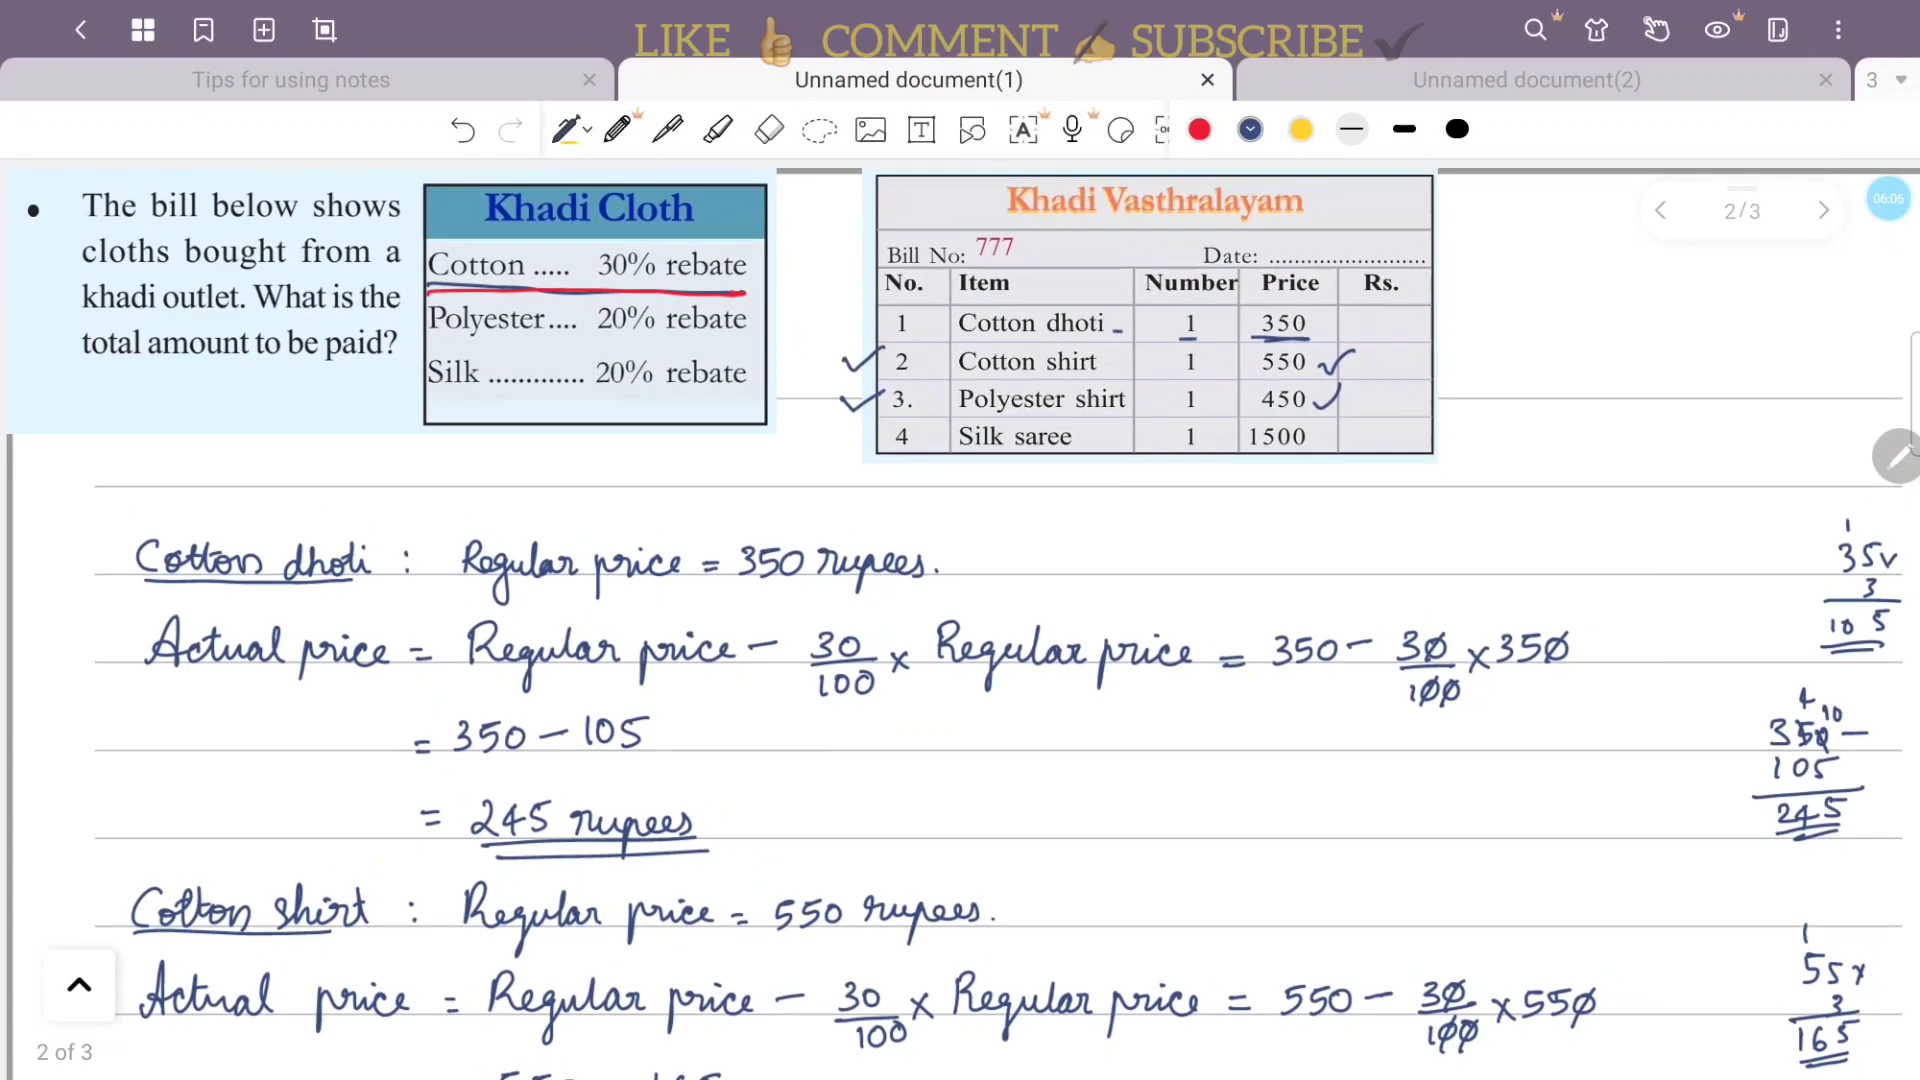 LIKE 👍 COMMENT ✍ SUBSCRIBE ✔
Tips for using notes
Unnamed document(1)
Unnamed document(2)
3
2/3
06:06
The bill below shows
cloths bought from a
khadi outlet. What is the
total amount to be paid?
Khadi Cloth
Cotton ..... 30% rebate
Polyester.... 20% rebate
Silk ............. 20% rebate
Khadi Vasthralayam
Bill No: 777 Date: .........................
No. Item Number Price Rs.
1 Cotton dhoti 1 350
2 Cotton shirt 1 550
3. Polyester shirt 1 450
4 Silk saree 1 1500
Cotton dhoti : Regular price = 350 rupees.
Actual price = Regular price − 30/100 × Regular price = 350 − 30/100 × 350
= 350 − 105
= 245 rupees
35×
3
105
350 −
105
245
Cotton shirt : Regular price = 550 rupees.
Actual price = Regular price − 30/100 × Regular price = 550 − 30/100 × 550
55×
3
165
2 of 3